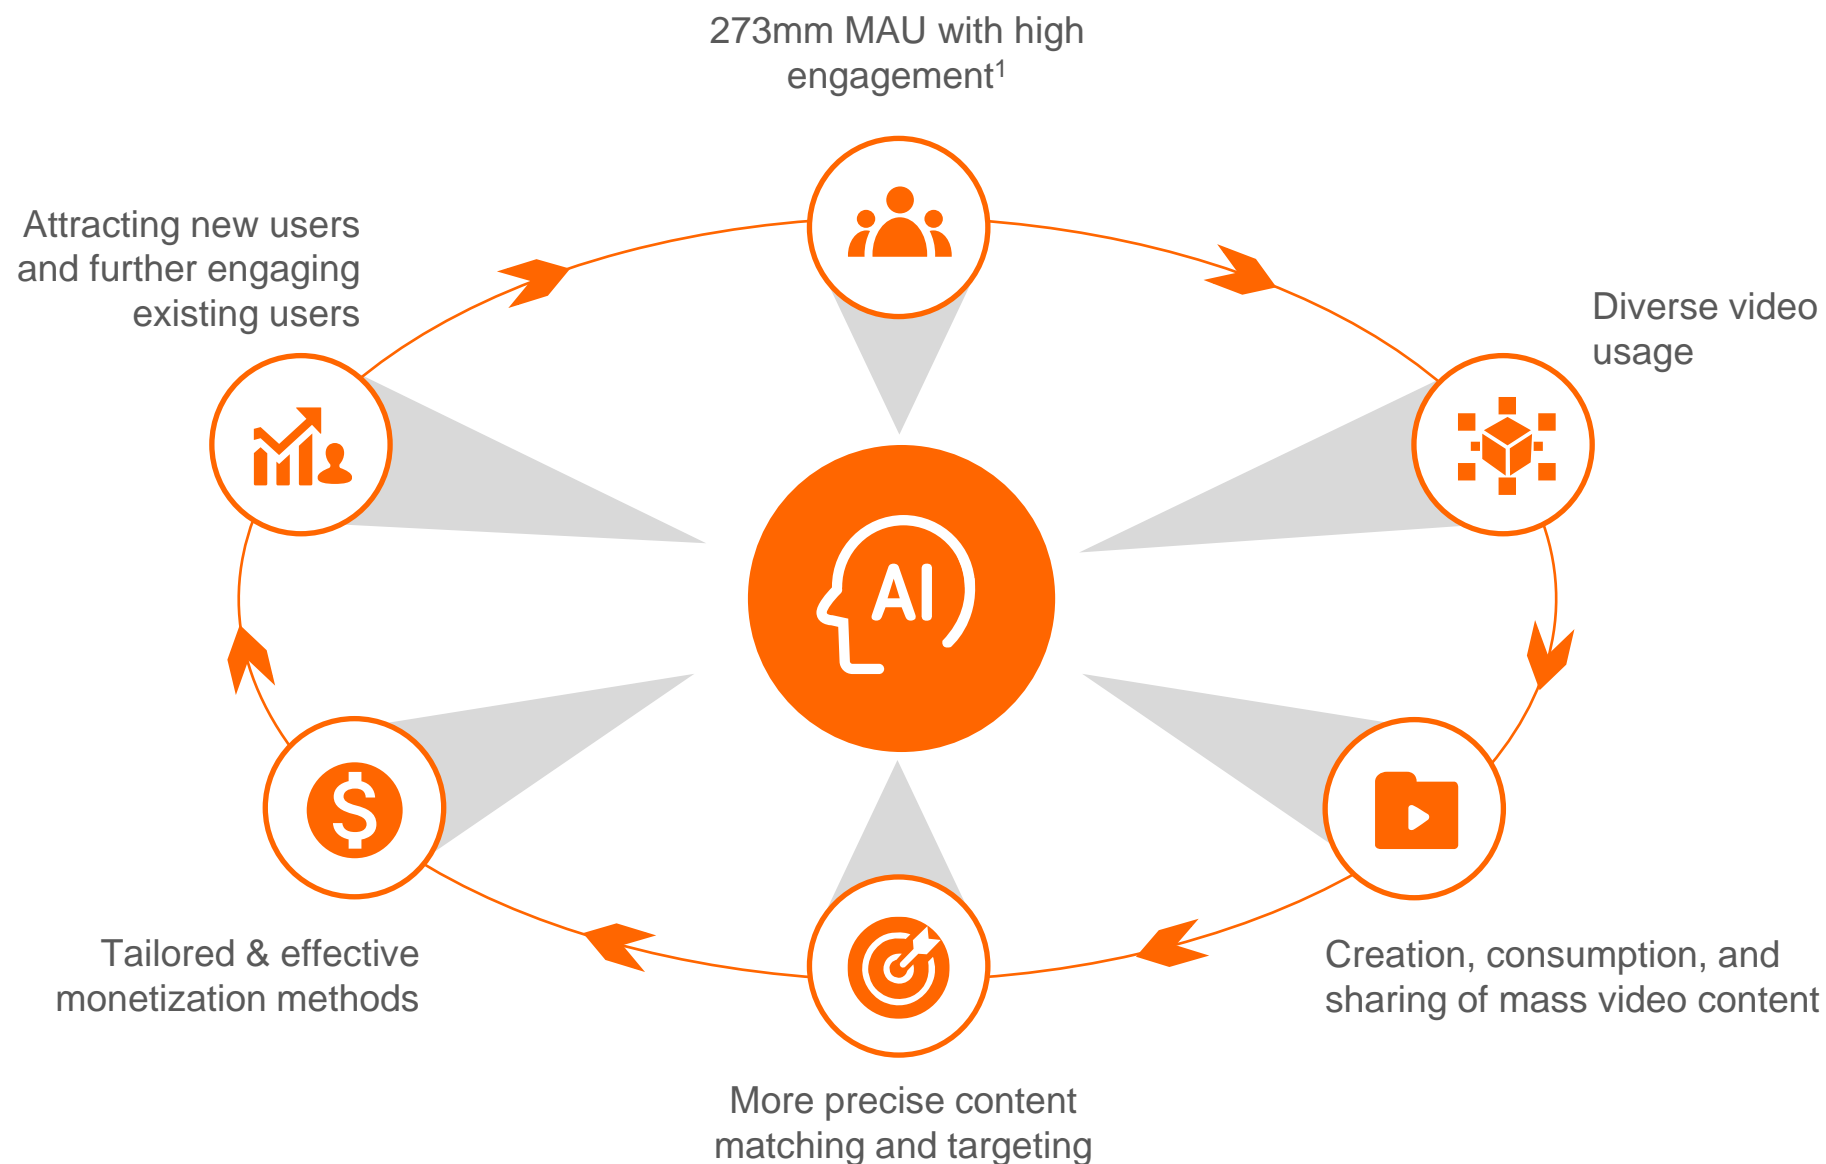 273mm MAU with high
engagement1
Attracting new users
and further engaging
existing users
Diverse video
usage
AI
$
Tailored & effective
monetization methods
Creation, consumption, and
sharing of mass video content
More precise content
matching and targeting